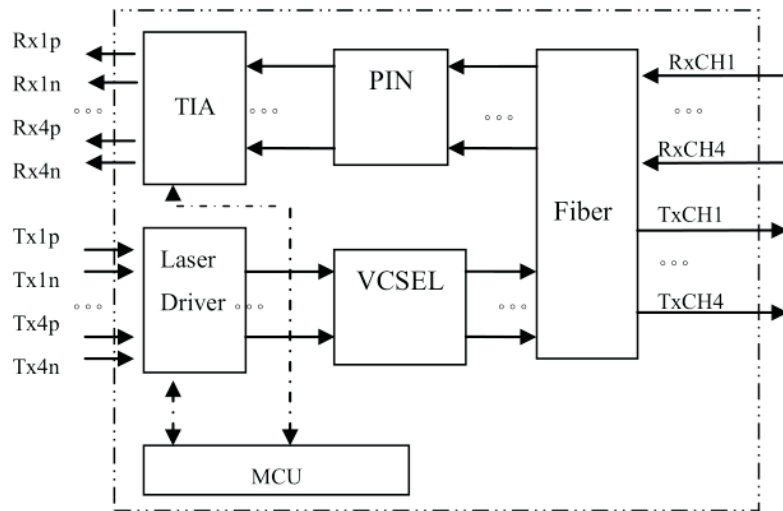 Rx1p
Rx1n
Rx4p
Rx4n
TIA
PIN
Fiber
RxCH1
RxCH4
TxCH1
TxCH4
Tx1p
Tx1n
Tx4p
Tx4n
Laser
Driver
VCSEL
MCU